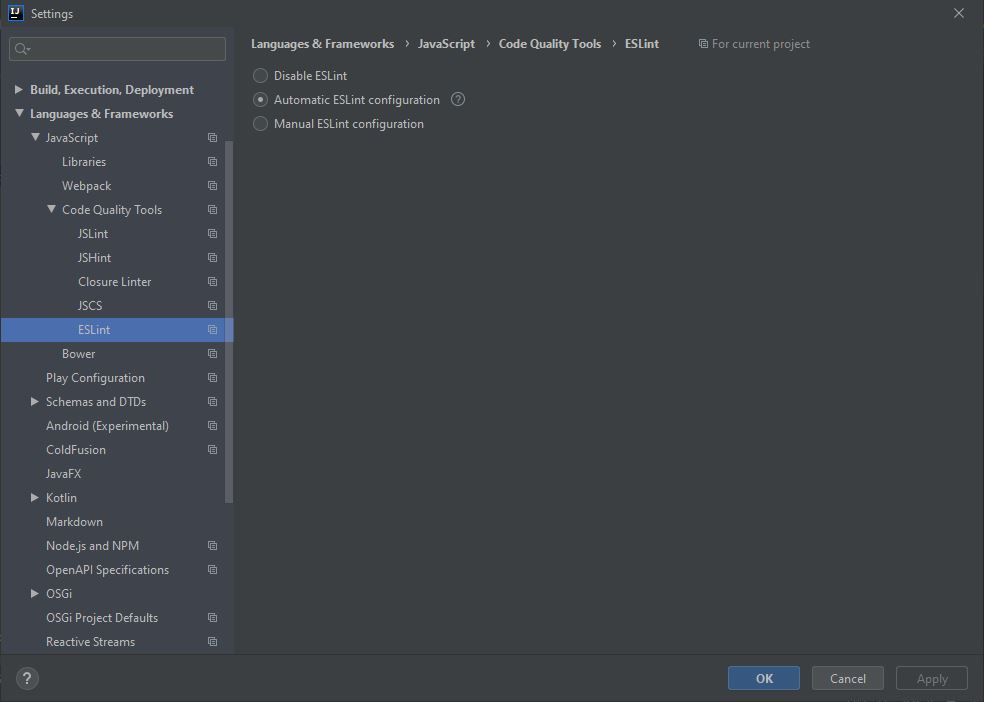 IJ
Settings
Build, Execution, Deployment
Languages & Frameworks
JavaScript
Libraries
Webpack
Code Quality Tools
JSLint
JSHint
Closure Linter
JSCS
ESLint
Bower
Play Configuration
Schemas and DTDs
Android (Experimental)
ColdFusion
JavaFX
Kotlin
Markdown
Node.js and NPM
OpenAPI Specifications
OSGi
OSGi Project Defaults
Reactive Streams
Languages & Frameworks › JavaScript › Code Quality Tools › ESLint For current project
Disable ESLint
Automatic ESLint configuration ?
Manual ESLint configuration
? OK Cancel Apply